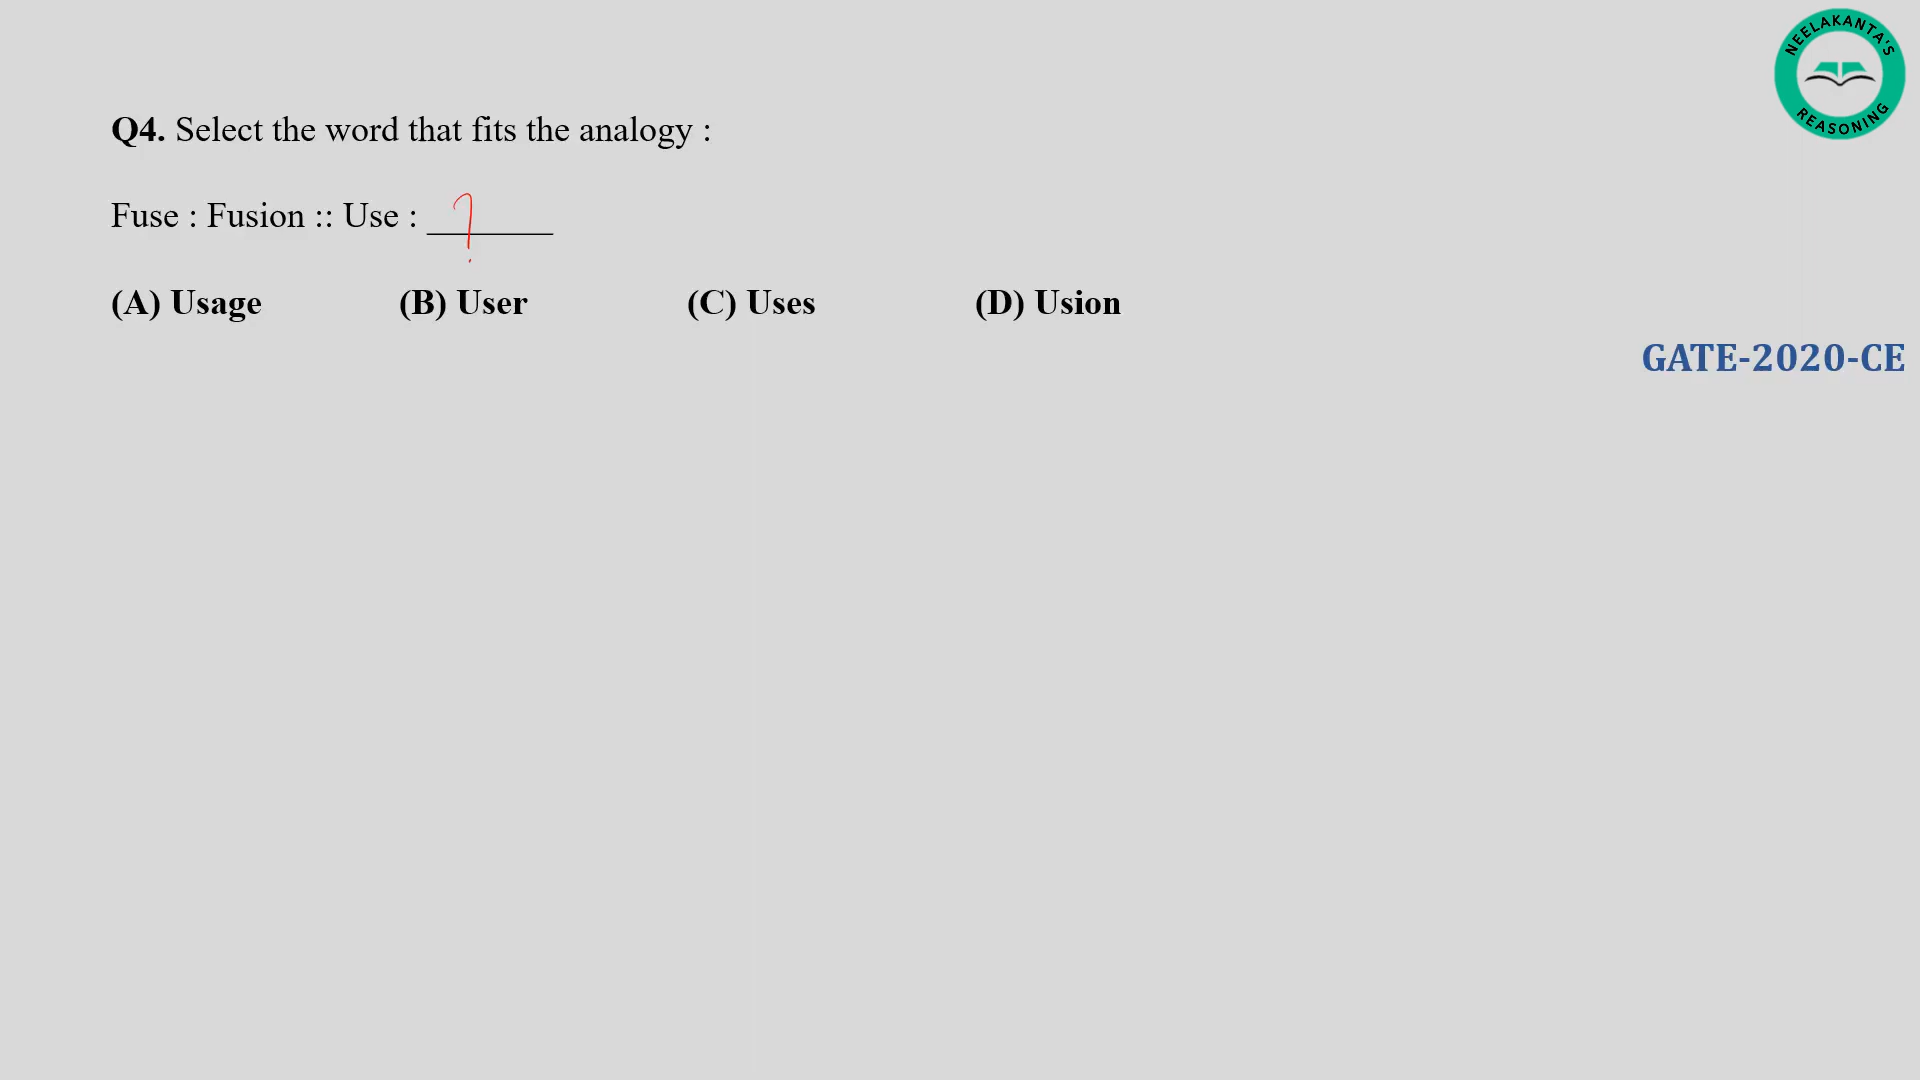 NEELAKANTA'S
REASONING
Q4. Select the word that fits the analogy :
Fuse : Fusion :: Use : _______ ?
(A) Usage (B) User (C) Uses (D) Usion
GATE-2020-CE